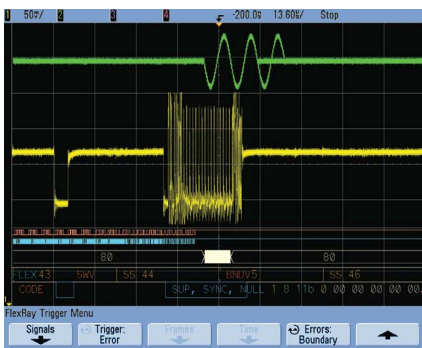 1 50▽/ 2 3 4 -200.0▽ 13.60▽/ Stop
80 80
FLEX43 SWV SS 44 BNDV5 SS 46
CODE SUP, SYNC, NULL 1 8 11b 0 00 00 00 00.
FlexRay Trigger Menu
Signals Trigger: Error Frames Time Errors: Boundary